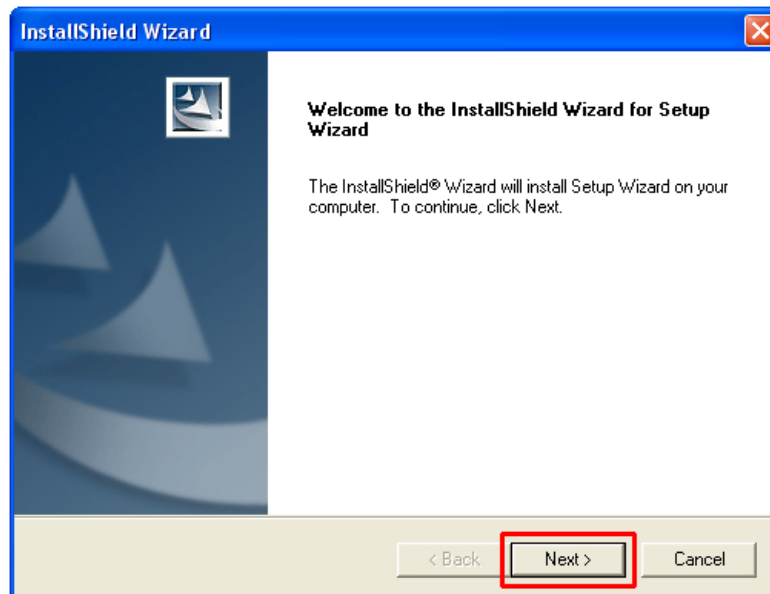 InstallShield Wizard
Welcome to the InstallShield Wizard for Setup
Wizard
The InstallShield® Wizard will install Setup Wizard on your
computer. To continue, click Next.
< Back
Next >
Cancel